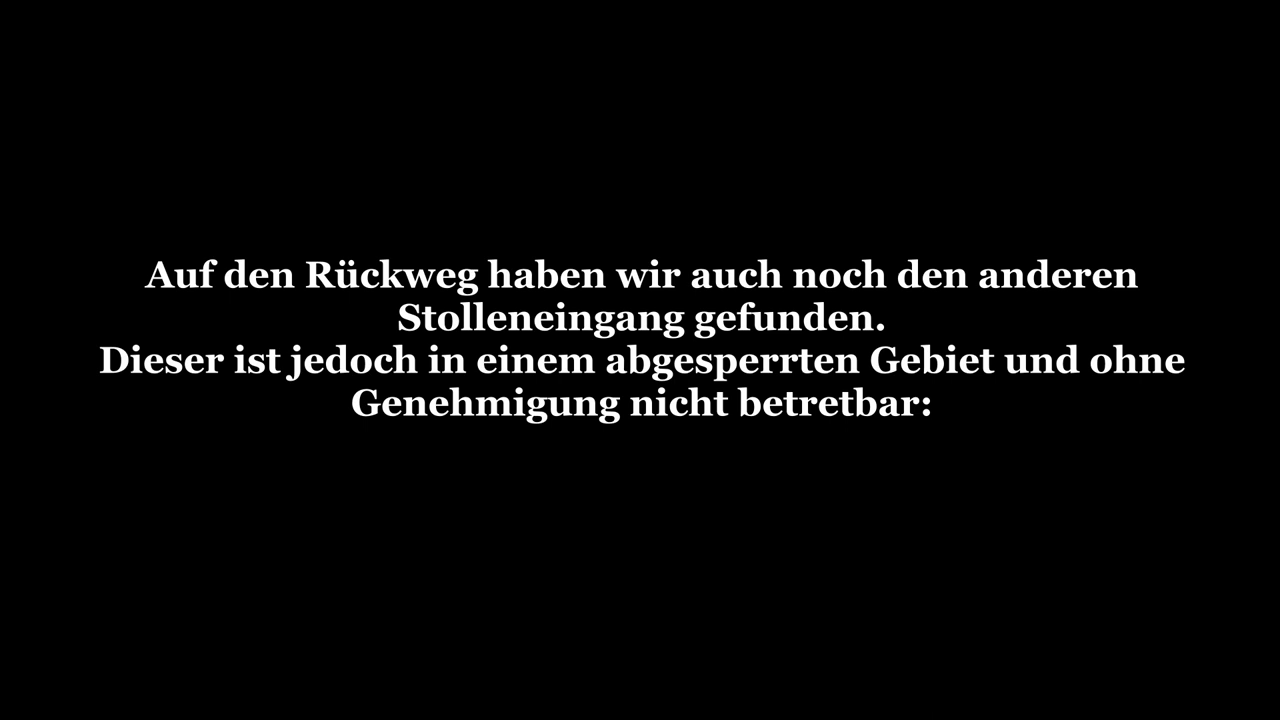 Auf den Rückweg haben wir auch noch den anderen
Stolleneingang gefunden.
Dieser ist jedoch in einem abgesperrten Gebiet und ohne
Genehmigung nicht betretbar: